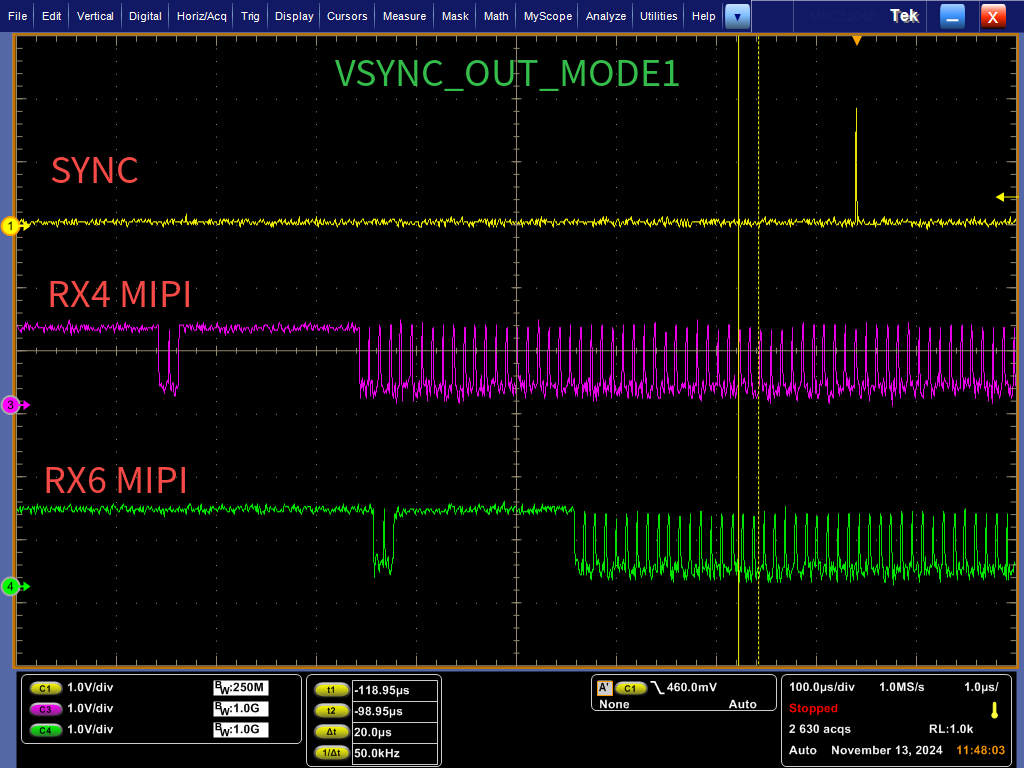 File Edit Vertical Digital Horiz/Acq Trig Display Cursors Measure Mask Math MyScope Analyze Utilities Help Tek X
VSYNC_OUT_MODE1
SYNC
1
RX4 MIPI
3
RX6 MIPI
4
C1 1.0V/div BW:250M
C3 1.0V/div BW:1.0G
C4 1.0V/div BW:1.0G
t1 -118.95µs
t2 -98.95µs
Δt 20.0µs
1/Δt 50.0kHz
A' C1 460.0mV
None Auto
100.0µs/div 1.0MS/s 1.0µs/
Stopped
2 630 acqs RL:1.0k
Auto November 13, 2024 11:48:03